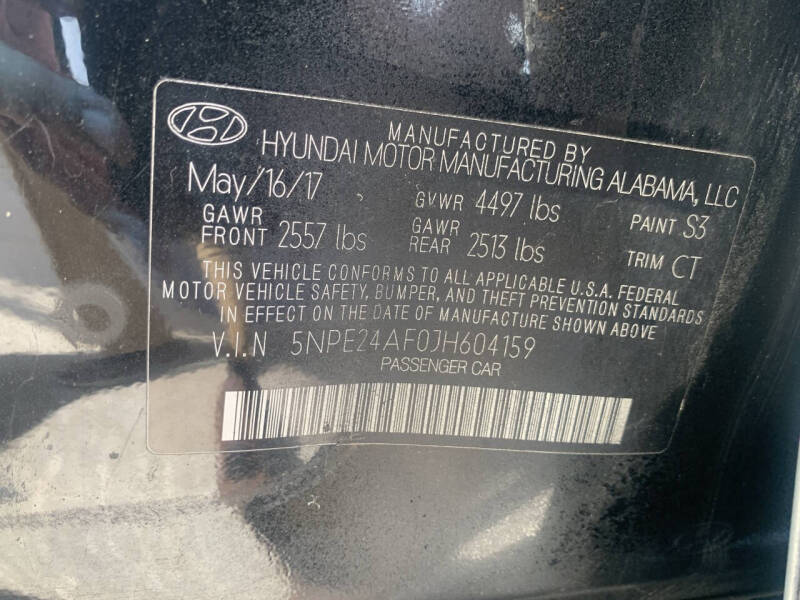 MANUFACTURED BY
HYUNDAI MOTOR MANUFACTURING ALABAMA, LLC
May/16/17 GVWR 4497 lbs PAINT S3
GAWR FRONT 2557 lbs GAWR REAR 2513 lbs TRIM CT
THIS VEHICLE CONFORMS TO ALL APPLICABLE U.S.A. FEDERAL
MOTOR VEHICLE SAFETY, BUMPER, AND THEFT PREVENTION STANDARDS
IN EFFECT ON THE DATE OF MANUFACTURE SHOWN ABOVE
V.I.N 5NPE24AF0JH604159
PASSENGER CAR